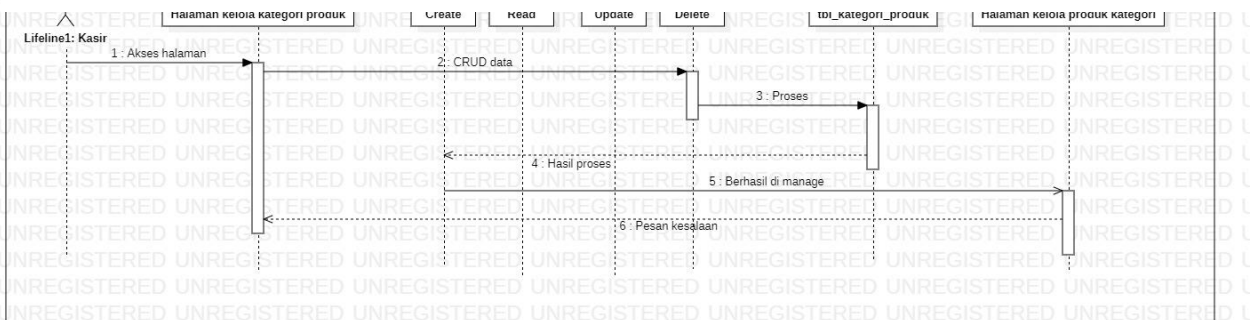 Halaman kelola kategori produk
Create
Read
Update
Delete
tbl_kategori_produk
Halaman kelola produk kategori
Lifeline1: Kasir
1 : Akses halaman
2 : CRUD data
3 : Proses
4 : Hasil proses
5 : Berhasil di manage
6 : Pesan kesalaan
UNREGISTERED